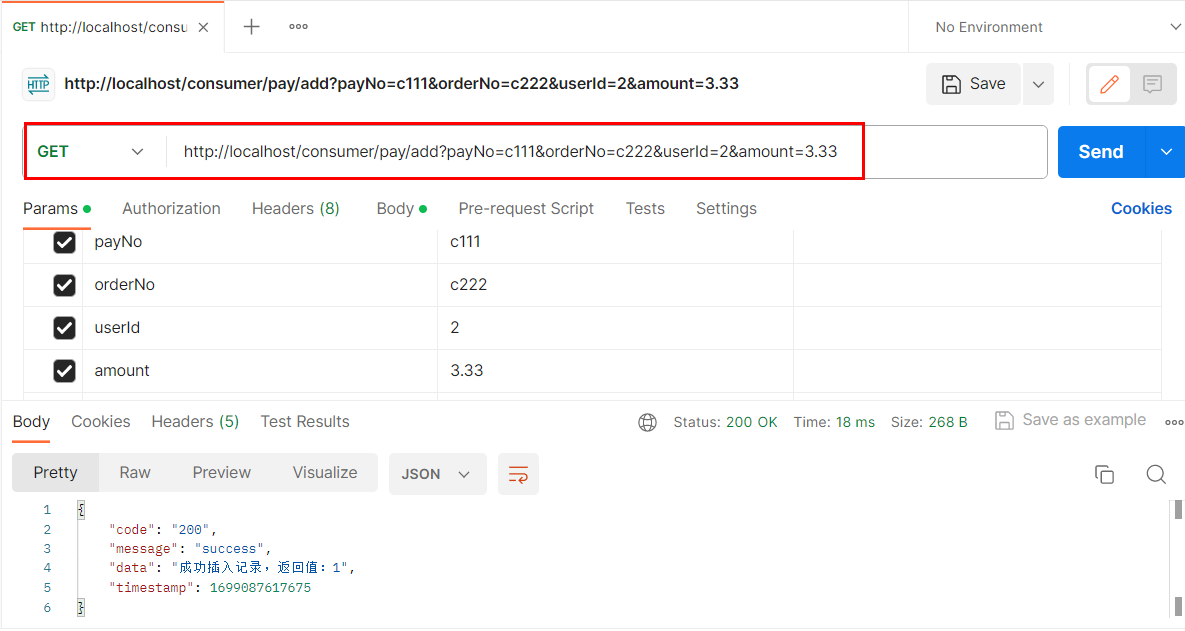 GET http://localhost/consu
No Environment
HTTP http://localhost/consumer/pay/add?payNo=c111&orderNo=c222&userId=2&amount=3.33 Save
GET http://localhost/consumer/pay/add?payNo=c111&orderNo=c222&userId=2&amount=3.33 Send
Params Authorization Headers (8) Body Pre-request Script Tests Settings Cookies
payNo c111
orderNo c222
userId 2
amount 3.33
Body Cookies Headers (5) Test Results Status: 200 OK Time: 18 ms Size: 268 B Save as example
Pretty Raw Preview Visualize JSON
1 {
2 "code": "200",
3 "message": "success",
4 "data": "成功插入记录，返回值：1",
5 "timestamp": 1699087617675
6 }